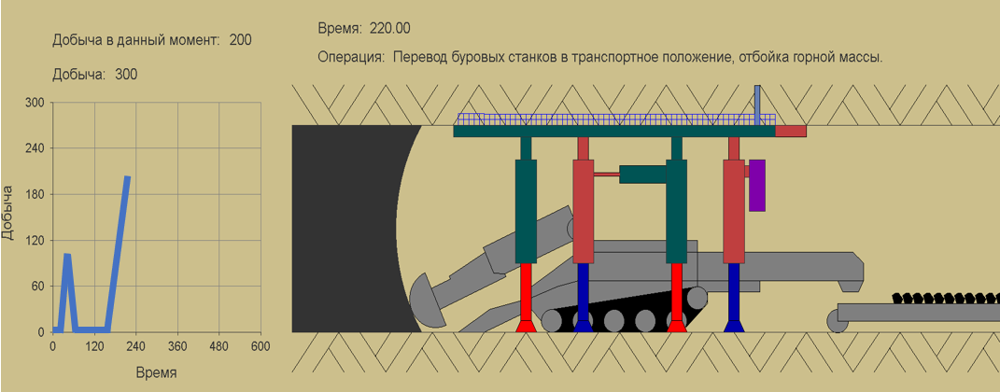 Добыча в данный момент: 200
Добыча: 300
Время: 220.00
Операция: Перевод буровых станков в транспортное положение, отбойка горной массы.
300
240
180
120
60
0
Добыча
0 120 240 360 480 600
Время